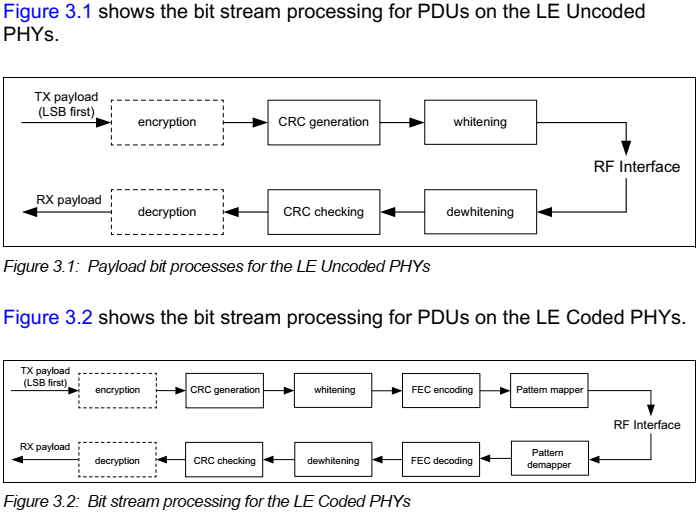 Figure 3.1 shows the bit stream processing for PDUs on the LE Uncoded
PHYs.
TX payload
(LSB first)
encryption
CRC generation
whitening
RF Interface
RX payload
decryption
CRC checking
dewhitening
Figure 3.1: Payload bit processes for the LE Uncoded PHYs
Figure 3.2 shows the bit stream processing for PDUs on the LE Coded PHYs.
TX payload
(LSB first)
encryption
CRC generation
whitening
FEC encoding
Pattern mapper
RF Interface
RX payload
decryption
CRC checking
dewhitening
FEC decoding
Pattern
demapper
Figure 3.2: Bit stream processing for the LE Coded PHYs